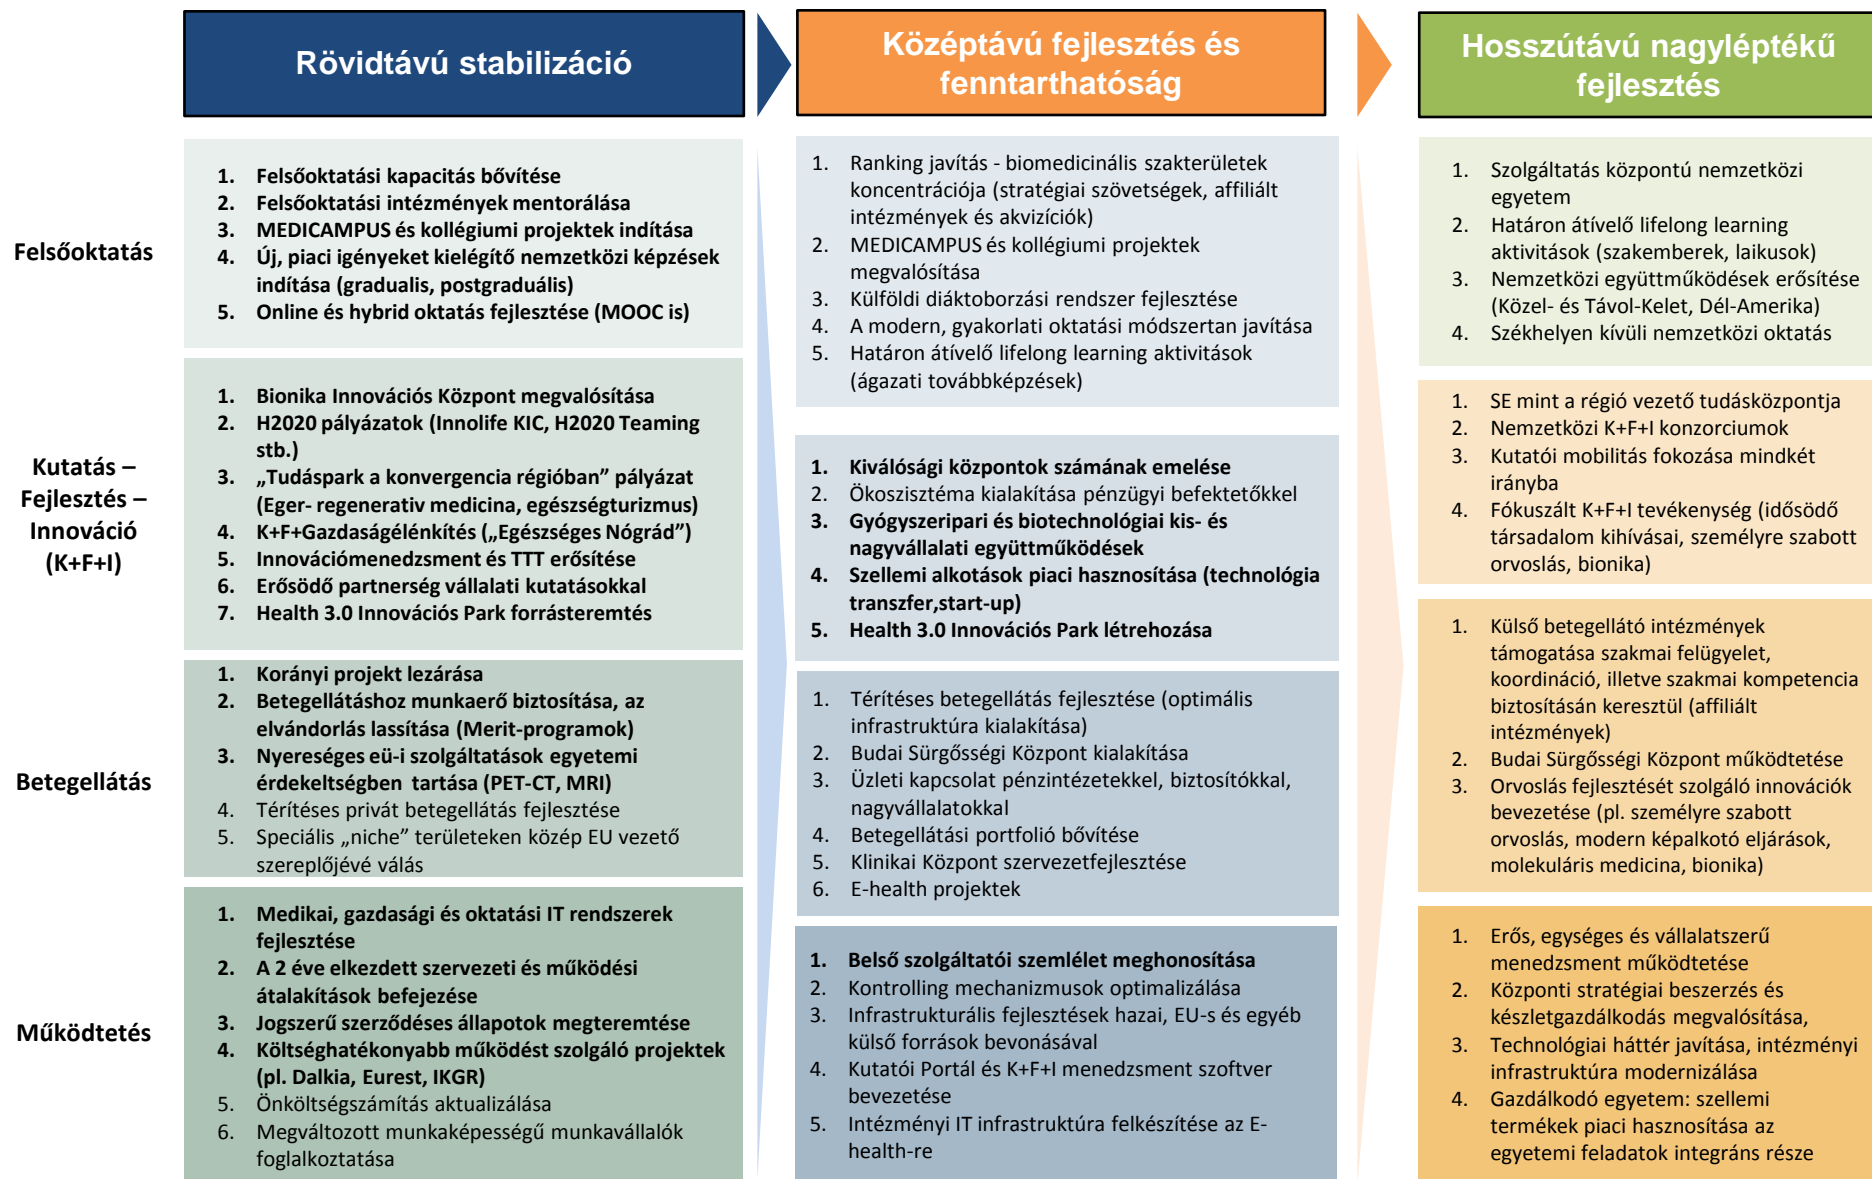 Rövidtávú stabilizáció
Középtávú fejlesztés és
fenntarthatóság
Hosszútávú nagyléptékű
fejlesztés
Felsőoktatás
1. Felsőoktatási kapacitás bővítése
2. Felsőoktatási intézmények mentorálása
3. MEDICAMPUS és kollégiumi projektek indítása
4. Új, piaci igényeket kielégítő nemzetközi képzések
indítása (gradualis, postgraduális)
5. Online és hybrid oktatás fejlesztése (MOOC is)
1. Ranking javítás - biomedicinális szakterületek
koncentrációja (stratégiai szövetségek, affiliált
intézmények és akvizíciók)
2. MEDICAMPUS és kollégiumi projektek
megvalósítása
3. Külföldi diáktoborzási rendszer fejlesztése
4. A modern, gyakorlati oktatási módszertan javítása
5. Határon átívelő lifelong learning aktivitások
(ágazati továbbképzések)
1. Szolgáltatás központú nemzetközi
egyetem
2. Határon átívelő lifelong learning
aktivitások (szakemberek, laikusok)
3. Nemzetközi együttműködések erősítése
(Közel- és Távol-Kelet, Dél-Amerika)
4. Székhelyen kívüli nemzetközi oktatás
Kutatás –
Fejlesztés –
Innováció
(K+F+I)
1. Bionika Innovációs Központ megvalósítása
2. H2020 pályázatok (Innolife KIC, H2020 Teaming
stb.)
3. „Tudáspark a konvergencia régióban” pályázat
(Eger- regenerativ medicina, egészségturizmus)
4. K+F+Gazdaságélénkítés („Egészséges Nógrád”)
5. Innovációmenedzsment és TTT erősítése
6. Erősödő partnerség vállalati kutatásokkal
7. Health 3.0 Innovációs Park forrásteremtés
1. Kiválósági központok számának emelése
2. Ökoszisztéma kialakítása pénzügyi befektetőkkel
3. Gyógyszeripari és biotechnológiai kis- és
nagyvállalati együttműködések
4. Szellemi alkotások piaci hasznosítása (technológia
transzfer,start-up)
5. Health 3.0 Innovációs Park létrehozása
1. SE mint a régió vezető tudásközpontja
2. Nemzetközi K+F+I konzorciumok
3. Kutatói mobilitás fokozása mindkét
irányba
4. Fókuszált K+F+I tevékenység (idősödő
társadalom kihívásai, személyre szabott
orvoslás, bionika)
Betegellátás
1. Korányi projekt lezárása
2. Betegellátáshoz munkaerő biztosítása, az
elvándorlás lassítása (Merit-programok)
3. Nyereséges eü-i szolgáltatások egyetemi
érdekeltségben tartása (PET-CT, MRI)
4. Térítéses privát betegellátás fejlesztése
5. Speciális „niche” területeken közép EU vezető
szereplőjévé válás
1. Térítéses betegellátás fejlesztése (optimális
infrastruktúra kialakítása)
2. Budai Sürgősségi Központ kialakítása
3. Üzleti kapcsolat pénzintézetekkel, biztosítókkal,
nagyvállalatokkal
4. Betegellátási portfolió bővítése
5. Klinikai Központ szervezetfejlesztése
6. E-health projektek
1. Külső betegellátó intézmények
támogatása szakmai felügyelet,
koordináció, illetve szakmai kompetencia
biztosításán keresztül (affiliált
intézmények)
2. Budai Sürgősségi Központ működtetése
3. Orvoslás fejlesztését szolgáló innovációk
bevezetése (pl. személyre szabott
orvoslás, modern képalkotó eljárások,
molekuláris medicina, bionika)
Működtetés
1. Medikai, gazdasági és oktatási IT rendszerek
fejlesztése
2. A 2 éve elkezdett szervezeti és működési
átalakítások befejezése
3. Jogszerű szerződéses állapotok megteremtése
4. Költséghatékonyabb működést szolgáló projektek
(pl. Dalkia, Eurest, IKGR)
5. Önköltségszámítás aktualizálása
6. Megváltozott munkaképességű munkavállalók
foglalkoztatása
1. Belső szolgáltatói szemlélet meghonosítása
2. Kontrolling mechanizmusok optimalizálása
3. Infrastrukturális fejlesztések hazai, EU-s és egyéb
külső források bevonásával
4. Kutatói Portál és K+F+I menedzsment szoftver
bevezetése
5. Intézményi IT infrastruktúra felkészítése az E-
health-re
1. Erős, egységes és vállalatszerű
menedzsment működtetése
2. Központi stratégiai beszerzés és
készletgazdálkodás megvalósítása,
3. Technológiai háttér javítása, intézményi
infrastruktúra modernizálása
4. Gazdálkodó egyetem: szellemi
termékek piaci hasznosítása az
egyetemi feladatok integráns része